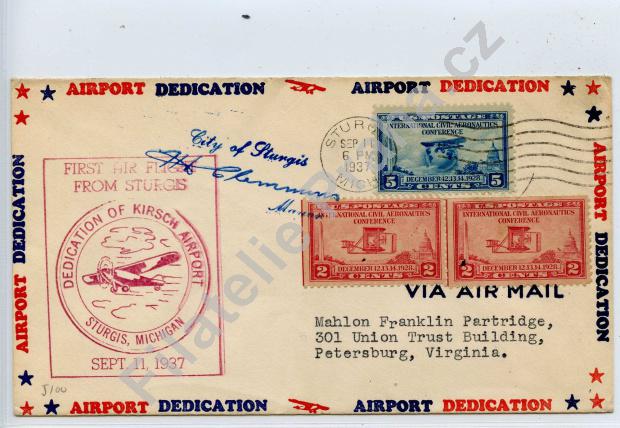 AIRPORT DEDICATION AIRPORT DEDICATION
City of Sturgis
STUR
SEP 11
6 PM
1937
MICH
U.S. POSTAGE
INTERNATIONAL CIVIL AERONAUTICS
CONFERENCE
DECEMBER 12.13.14.1928.
5 CENTS 5
FIRST AIR FLIGHT
FROM STURGIS
DEDICATION OF KIRSCH AIRPORT
STURGIS, MICHIGAN
SEPT. 11, 1937
U.S. POSTAGE
INTERNATIONAL CIVIL AERONAUTICS
CONFERENCE
DECEMBER 12.13.14.1928.
2 CENTS 2
U.S. POSTAGE
INTERNATIONAL CIVIL AERONAUTICS
CONFERENCE
DECEMBER 12.13.14.1928.
2 CENTS 2
VIA AIR MAIL
Mahlon Franklin Partridge,
301 Union Trust Building,
Petersburg, Virginia.
AIRPORT DEDICATION
AIRPORT DEDICATION
AIRPORT DEDICATION AIRPORT DEDICATION